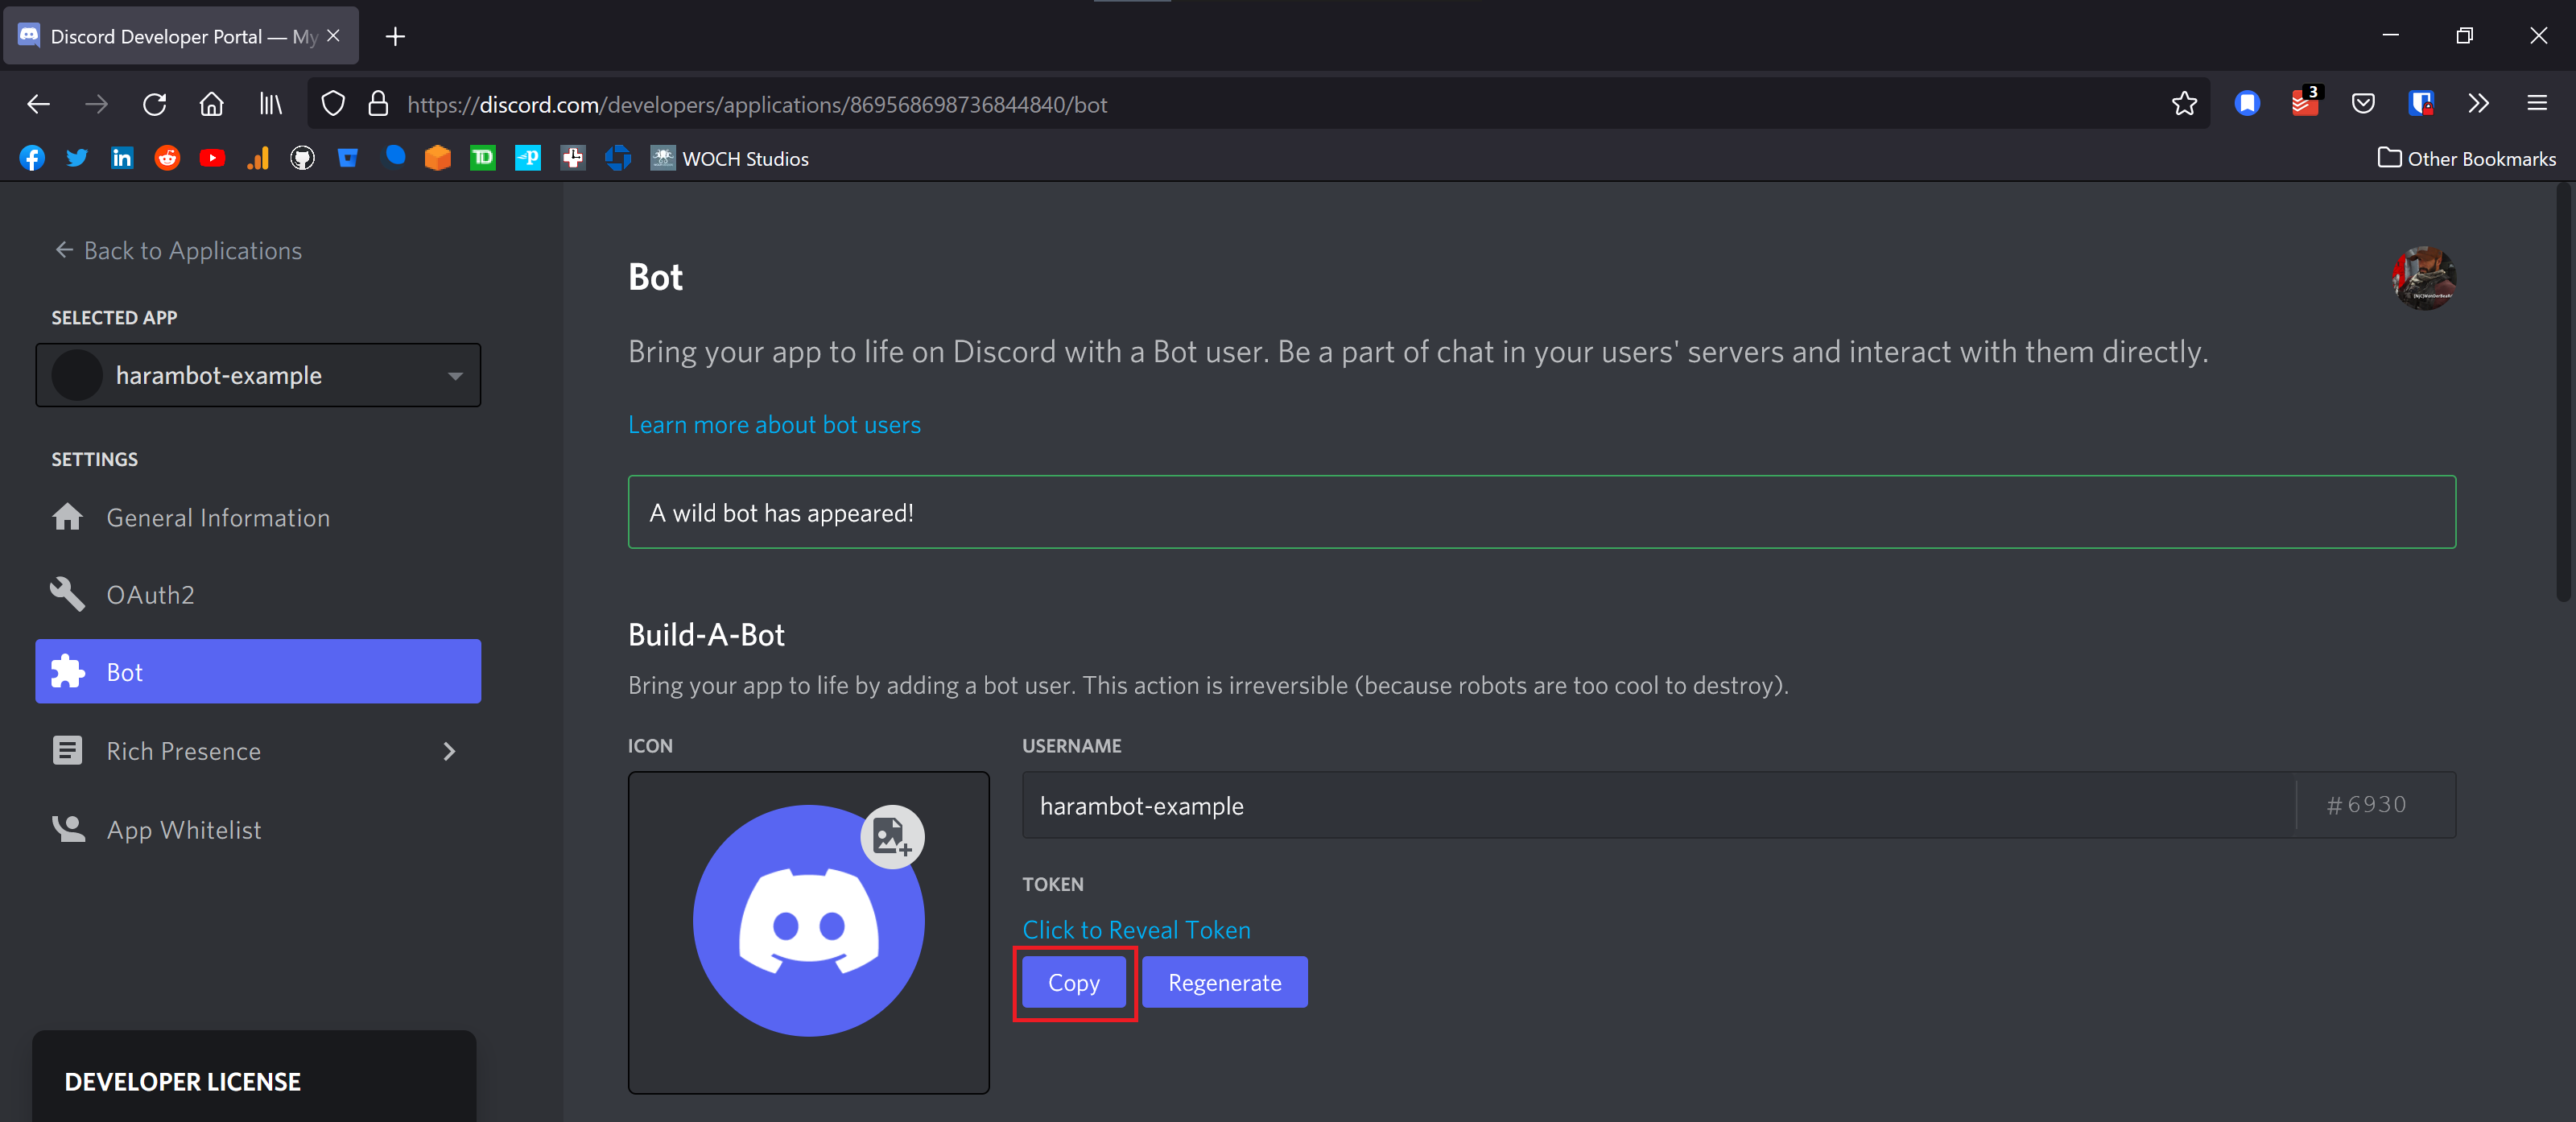 Discord Developer Portal — My
https://discord.com/developers/applications/869568698736844840/bot
3
WOCH Studios
Other Bookmarks
Back to Applications
SELECTED APP
harambot-example
SETTINGS
General Information
OAuth2
Bot
Rich Presence
App Whitelist
DEVELOPER LICENSE
Bot
Bring your app to life on Discord with a Bot user. Be a part of chat in your users' servers and interact with them directly.
Learn more about bot users
A wild bot has appeared!
Build-A-Bot
Bring your app to life by adding a bot user. This action is irreversible (because robots are too cool to destroy).
ICON
USERNAME
harambot-example
#6930
TOKEN
Click to Reveal Token
Copy
Regenerate